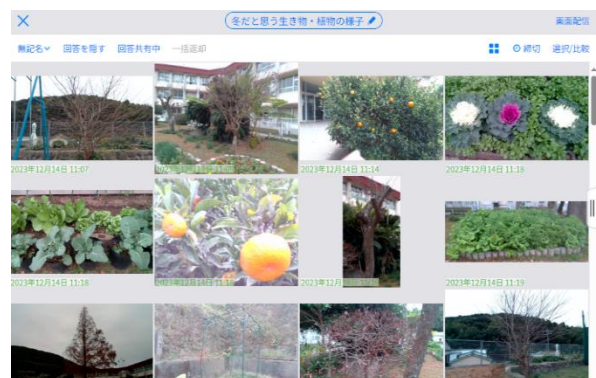 冬だと思う生き物・植物の様子
画面配信
無記名 回答を隠す 回答共有中 一括返却
締切 選択/比較
2023年12月14日 11:07
2023年12月14日 11:14
2023年12月14日 11:18
2023年12月14日 11:18
2023年12月14日 11:19